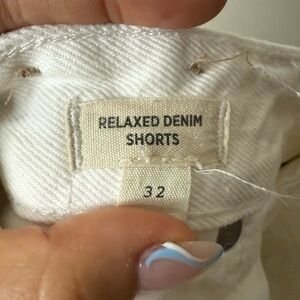 RELAXED DENIM
SHORTS
32